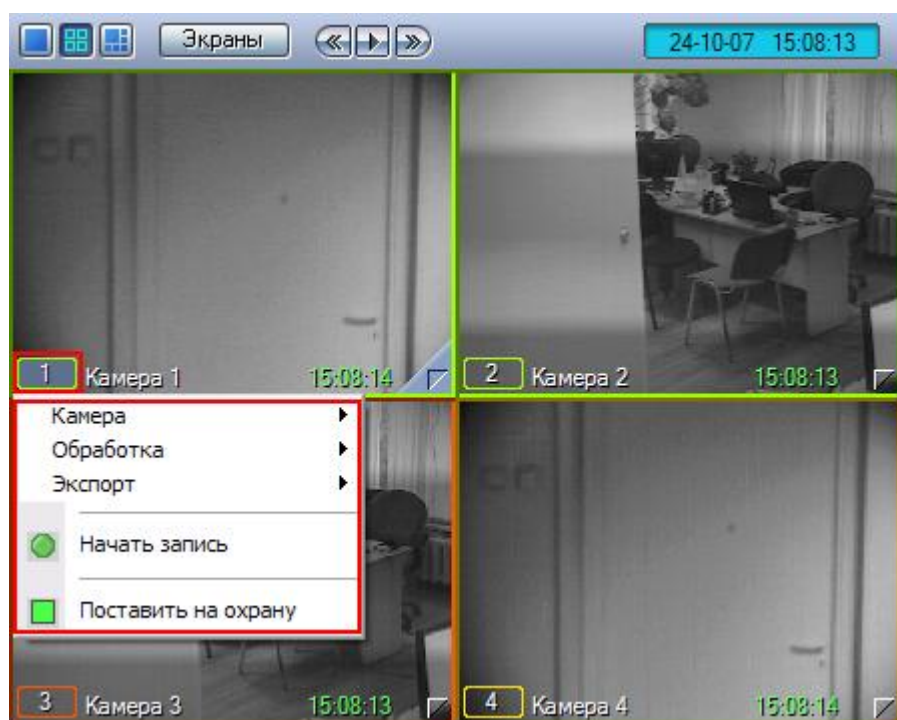 Экраны
24-10-07 15:08:13
1 Камера 1 15:08:14
2 Камера 2 15:08:13
Камера
Обработка
Экспорт
Начать запись
Поставить на охрану
3 Камера 3 15:08:13
4 Камера 4 15:08:14